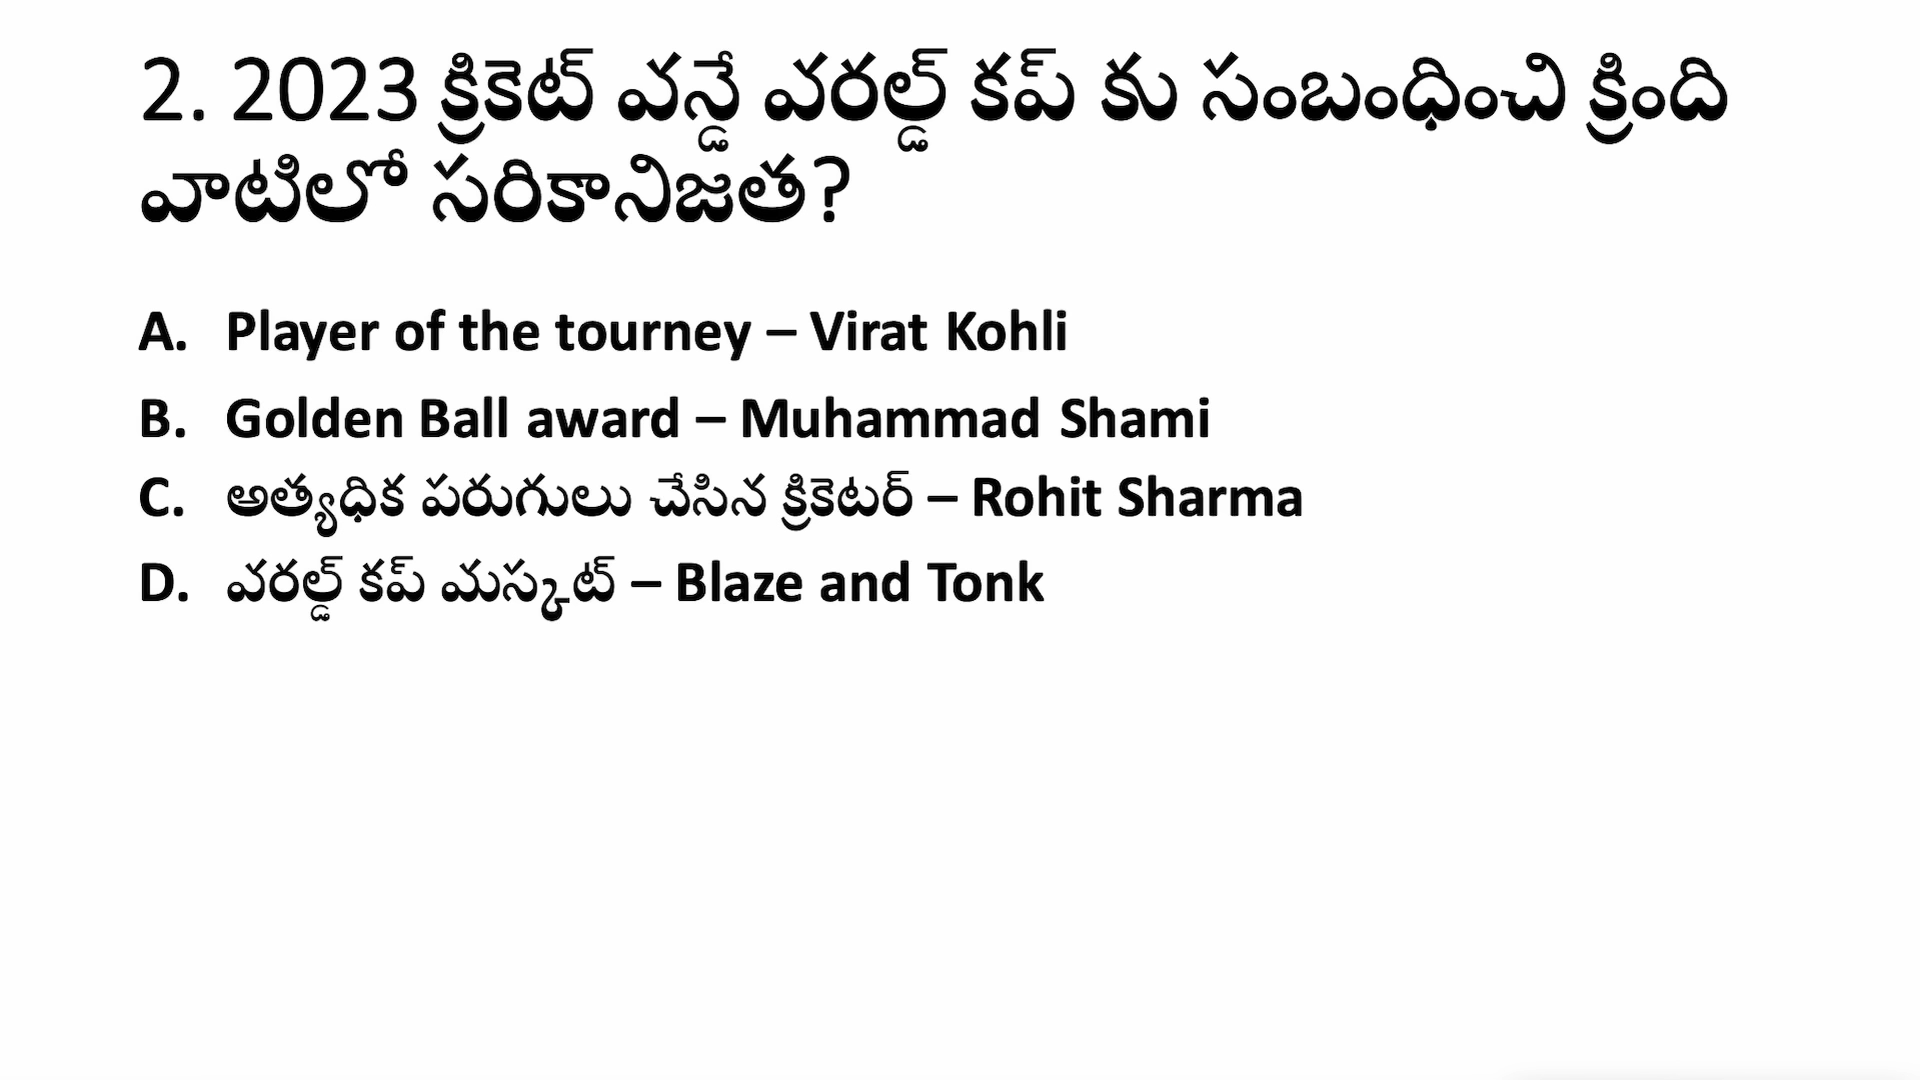 2. 2023 క్రికెట్ వన్డే వరల్డ్ కప్ కు సంబంధించి క్రింది
వాటిలో సరికానిజత?
A. Player of the tourney – Virat Kohli
B. Golden Ball award – Muhammad Shami
C. అత్యధిక పరుగులు చేసిన క్రికెటర్ – Rohit Sharma
D. వరల్డ్ కప్ మస్కట్ – Blaze and Tonk